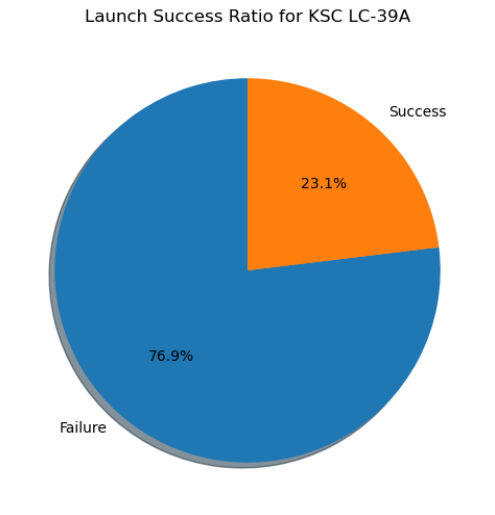 Launch Success Ratio for KSC LC-39A
Success
23.1%
76.9%
Failure